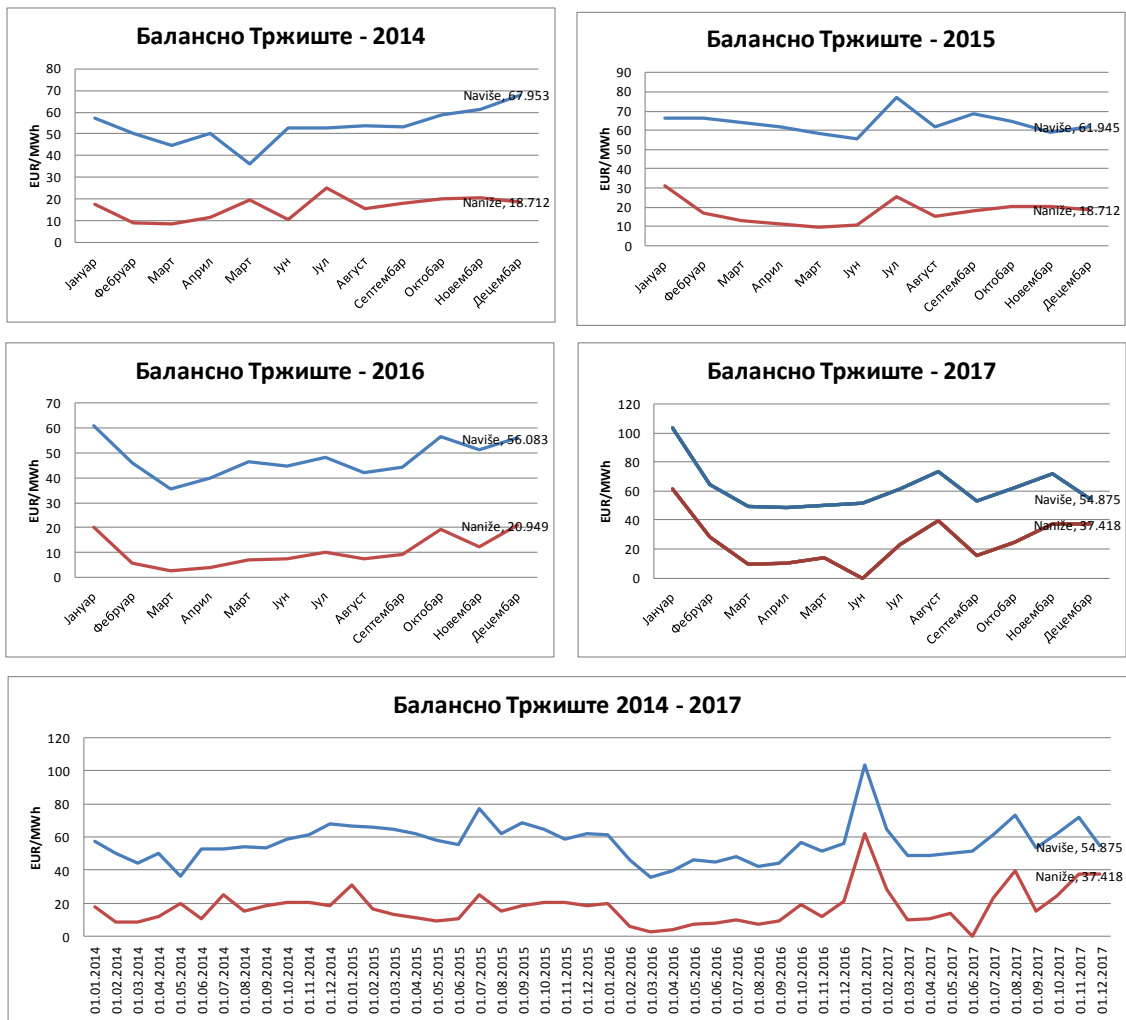 Балансно Тржиште - 2014
EUR/MWh
80
70
60
50
40
30
20
10
0
Naviše, 67.953
Naniže, 18.712
Јануар
Фебруар
Март
Април
Март
Јун
Јул
Август
Септембар
Октобар
Новембар
Децембар
Балансно Тржиште - 2015
EUR/MWh
90
80
70
60
50
40
30
20
10
0
Naviše, 61.945
Naniže, 18.712
Јануар
Фебруар
Март
Април
Март
Јун
Јул
Август
Септембар
Октобар
Новембар
Децембар
Балансно Тржиште - 2016
EUR/MWh
70
60
50
40
30
20
10
0
Naviše, 56.083
Naniže, 20.949
Јануар
Фебруар
Март
Април
Март
Јун
Јул
Август
Септембар
Октобар
Новембар
Децембар
Балансно Тржиште - 2017
EUR/MWh
120
100
80
60
40
20
0
Naviše, 54.875
Naniže, 37.418
Јануар
Фебруар
Март
Април
Март
Јун
Јул
Август
Септембар
Октобар
Новембар
Децембар
Балансно Тржиште 2014 - 2017
EUR/MWh
120
100
80
60
40
20
0
Naviše, 54.875
Naniže, 37.418
01.01.2014
01.02.2014
01.03.2014
01.04.2014
01.05.2014
01.06.2014
01.07.2014
01.08.2014
01.09.2014
01.10.2014
01.11.2014
01.12.2014
01.01.2015
01.02.2015
01.03.2015
01.04.2015
01.05.2015
01.06.2015
01.07.2015
01.08.2015
01.09.2015
01.10.2015
01.11.2015
01.12.2015
01.01.2016
01.02.2016
01.03.2016
01.04.2016
01.05.2016
01.06.2016
01.07.2016
01.08.2016
01.09.2016
01.10.2016
01.11.2016
01.12.2016
01.01.2017
01.02.2017
01.03.2017
01.04.2017
01.05.2017
01.06.2017
01.07.2017
01.08.2017
01.09.2017
01.10.2017
01.11.2017
01.12.2017